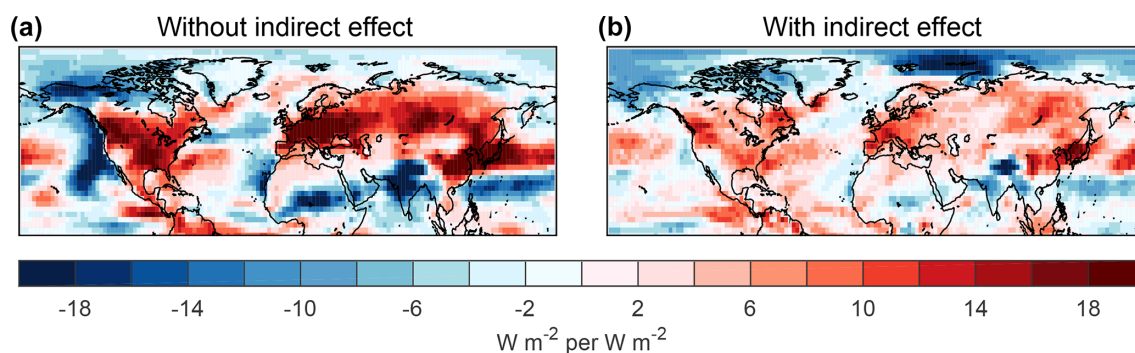 (a) Without indirect effect
(b) With indirect effect
-18 -14 -10 -6 -2 2 6 10 14 18
W m⁻² per W m⁻²